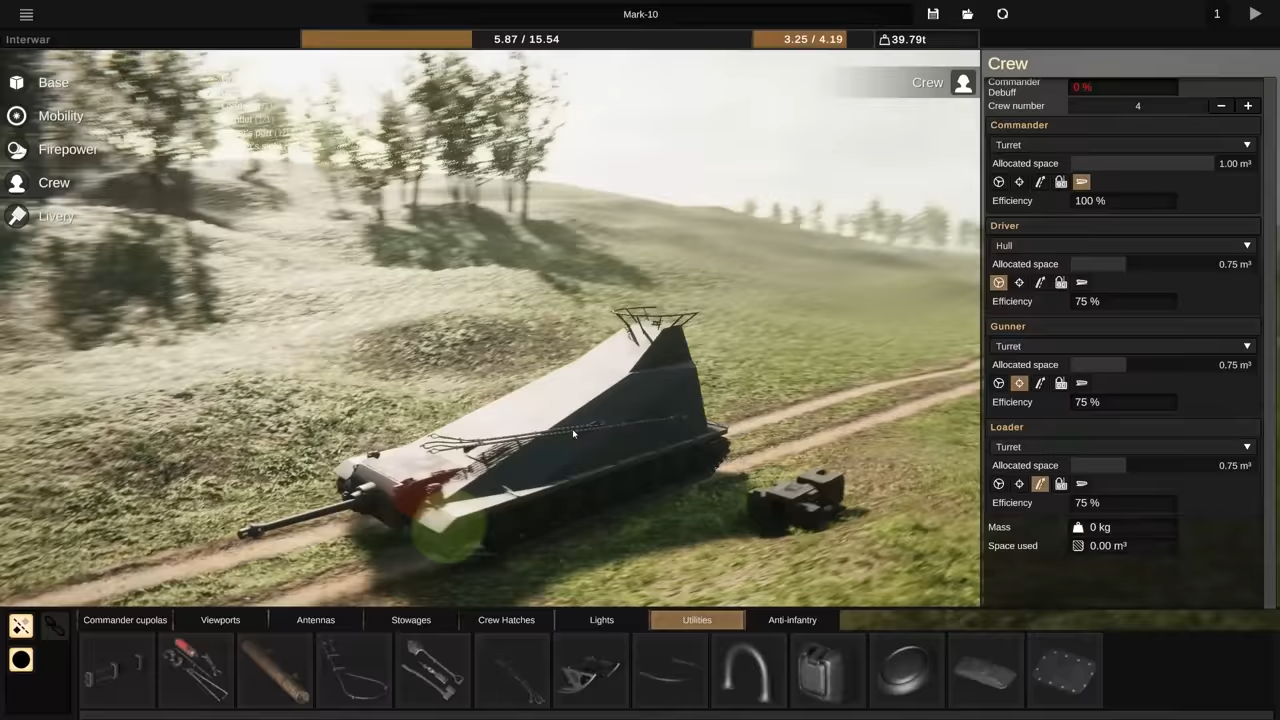 Mark-10
1
Interwar
5.87 / 15.54
3.25 / 4.19
39.79t
Base
Mobility
Firepower
Crew
Livery
Crew
Crew
Commander Debuff
0 %
Crew number
4
Commander
Turret
Allocated space
1.00 m³
Efficiency
100 %
Driver
Hull
Allocated space
0.75 m³
Efficiency
75 %
Gunner
Turret
Allocated space
0.75 m³
Efficiency
75 %
Loader
Turret
Allocated space
0.75 m³
Efficiency
75 %
Mass
0 kg
Space used
0.00 m³
Commander cupolas
Viewports
Antennas
Stowages
Crew Hatches
Lights
Utilities
Anti-infantry